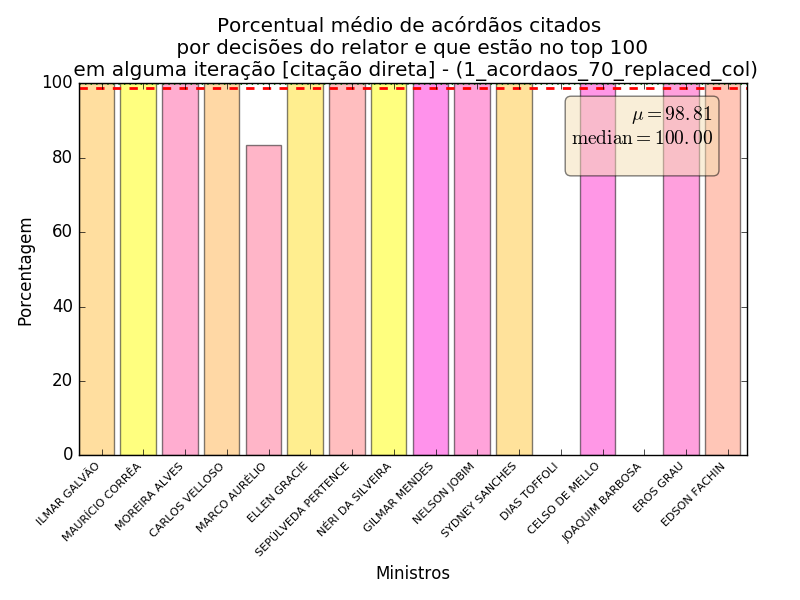 Porcentual médio de acórdãos citados
por decisões do relator e que estão no top 100
em alguma iteração [citação direta] - (1_acordaos_70_replaced_col)
100
80
60
40
20
0
Porcentagem
μ = 98.81
median = 100.00
ILMAR GALVÃO
MAURÍCIO CORRÊA
MOREIRA ALVES
CARLOS VELLOSO
MARCO AURÉLIO
ELLEN GRACIE
SEPÚLVEDA PERTENCE
NÉRI DA SILVEIRA
GILMAR MENDES
NELSON JOBIM
SYDNEY SANCHES
DIAS TOFFOLI
CELSO DE MELLO
JOAQUIM BARBOSA
EROS GRAU
EDSON FACHIN
Ministros